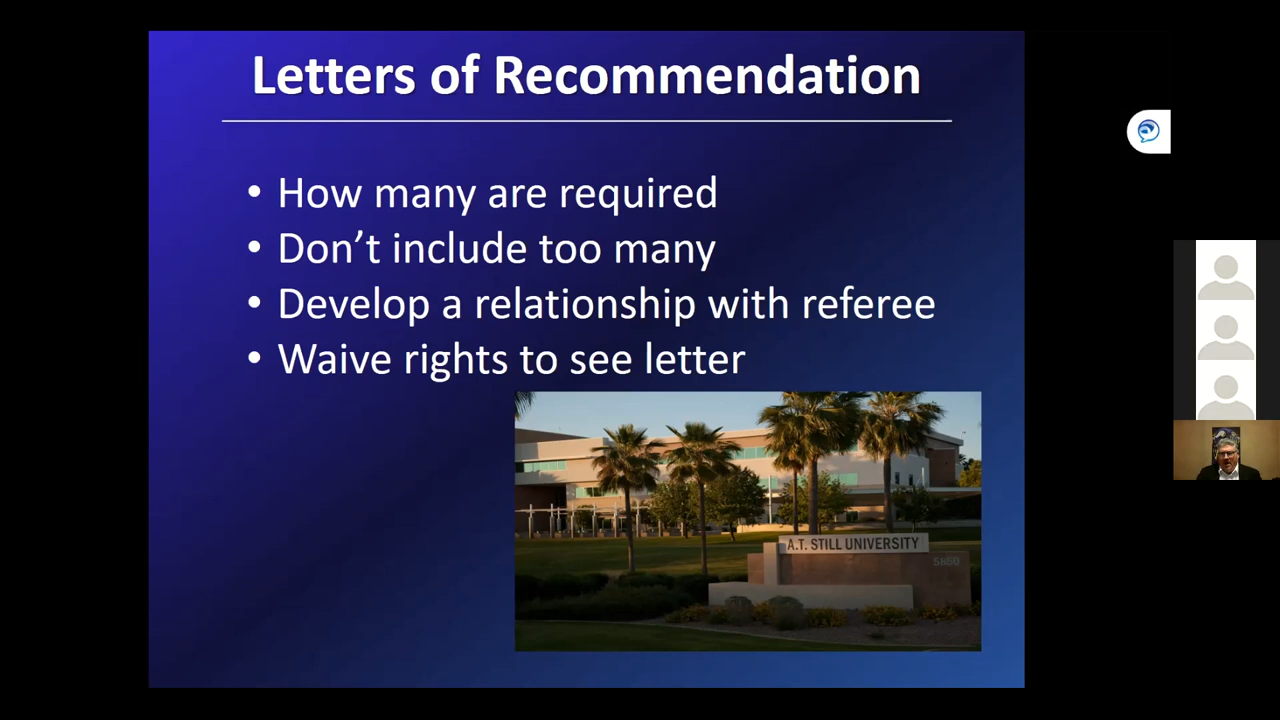 Letters of Recommendation
• How many are required
• Don’t include too many
• Develop a relationship with referee
• Waive rights to see letter
A.T. STILL UNIVERSITY
5860